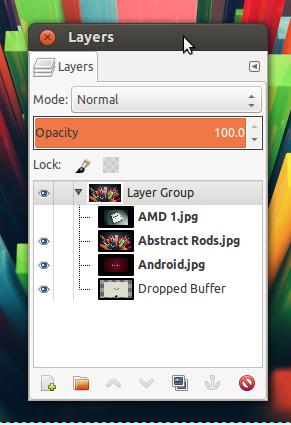 Layers
Layers
Mode: Normal
Opacity 100.0
Lock:
Layer Group
AMD 1.jpg
Abstract Rods.jpg
Android.jpg
Dropped Buffer